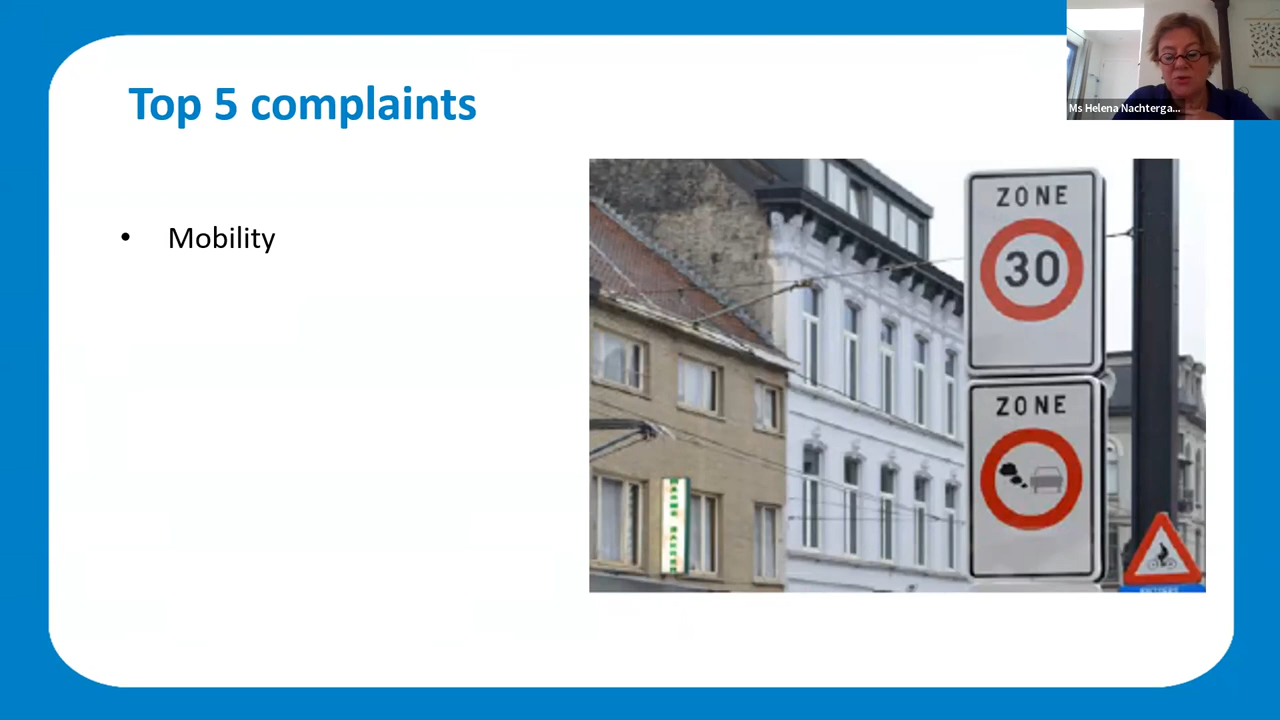 Top 5 complaints
Ms Helena Nachterga...
• Mobility
ZONE
30
ZONE